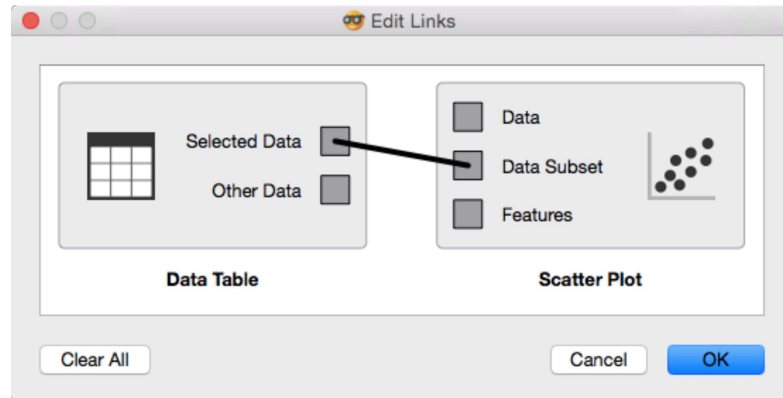 Edit Links
Selected Data
Other Data
Data
Data Subset
Features
Data Table
Scatter Plot
Clear All
Cancel
OK